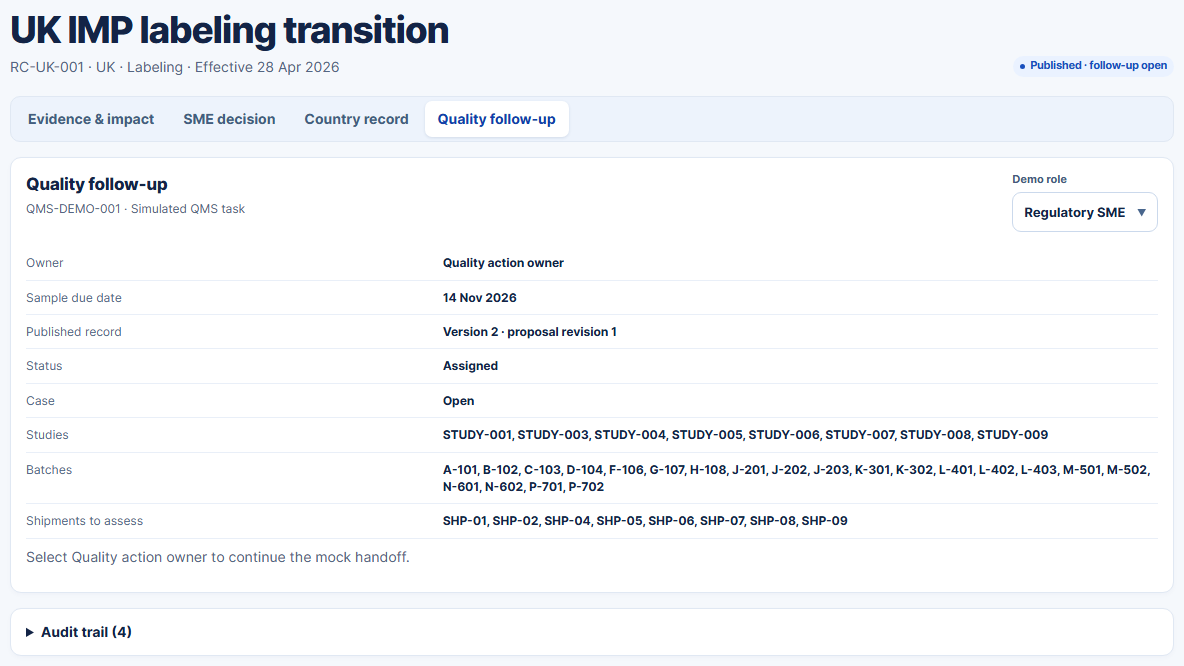 UK IMP labeling transition
RC-UK-001 · UK · Labeling · Effective 28 Apr 2026
Published · follow-up open
Evidence & impact
SME decision
Country record
Quality follow-up
Quality follow-up
QMS-DEMO-001 · Simulated QMS task
Demo role
Regulatory SME ▼
Owner
Quality action owner
Sample due date
14 Nov 2026
Published record
Version 2 · proposal revision 1
Status
Assigned
Case
Open
Studies
STUDY-001, STUDY-003, STUDY-004, STUDY-005, STUDY-006, STUDY-007, STUDY-008, STUDY-009
Batches
A-101, B-102, C-103, D-104, F-106, G-107, H-108, J-201, J-202, J-203, K-301, K-302, L-401, L-402, L-403, M-501, M-502,
N-601, N-602, P-701, P-702
Shipments to assess
SHP-01, SHP-02, SHP-04, SHP-05, SHP-06, SHP-07, SHP-08, SHP-09
Select Quality action owner to continue the mock handoff.
▶ Audit trail (4)